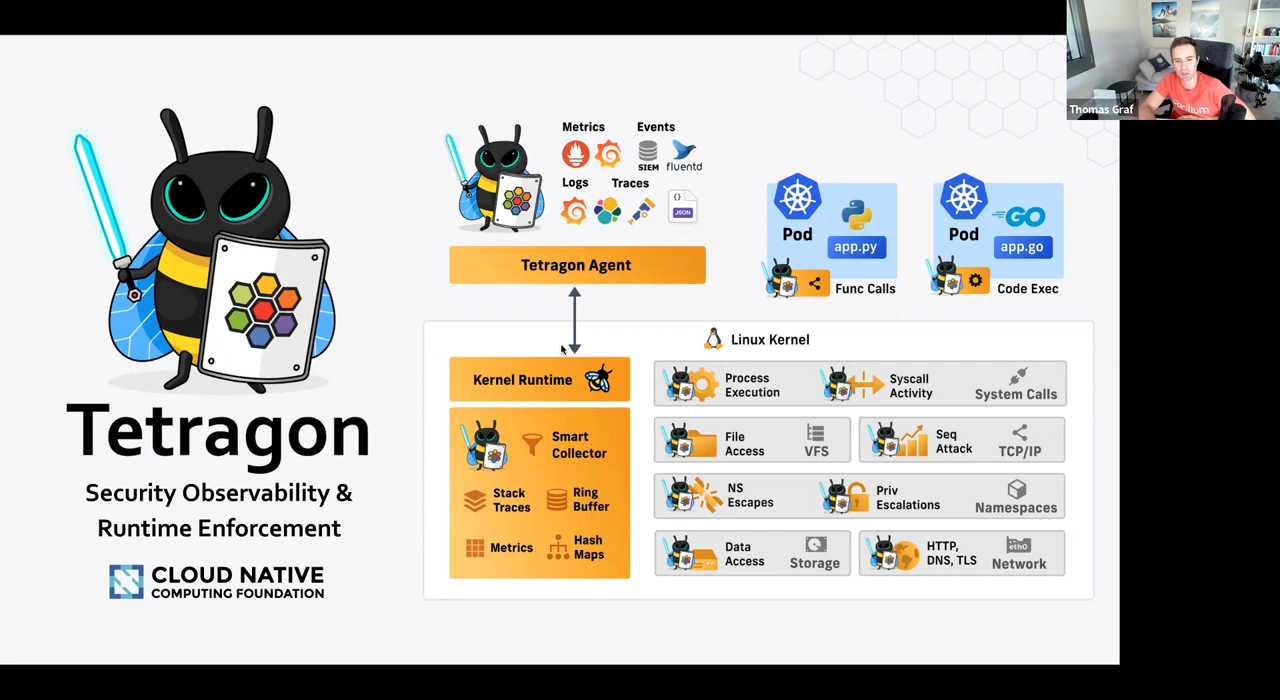 Thomas Graf
cilium
Tetragon
Security Observability &
Runtime Enforcement
CLOUD NATIVE
COMPUTING FOUNDATION
Metrics
Events
SIEM
fluentd
Logs
Traces
{}
JSON
Tetragon Agent
Pod
app.py
Func Calls
Pod
GO
app.go
Code Exec
Linux Kernel
Kernel Runtime
Smart
Collector
Stack
Traces
Ring
Buffer
Metrics
Hash
Maps
Process
Execution
Syscall
Activity
System Calls
File
Access
VFS
Seq
Attack
TCP/IP
NS
Escapes
Priv
Escalations
Namespaces
Data
Access
Storage
HTTP,
DNS, TLS
eth0
Network